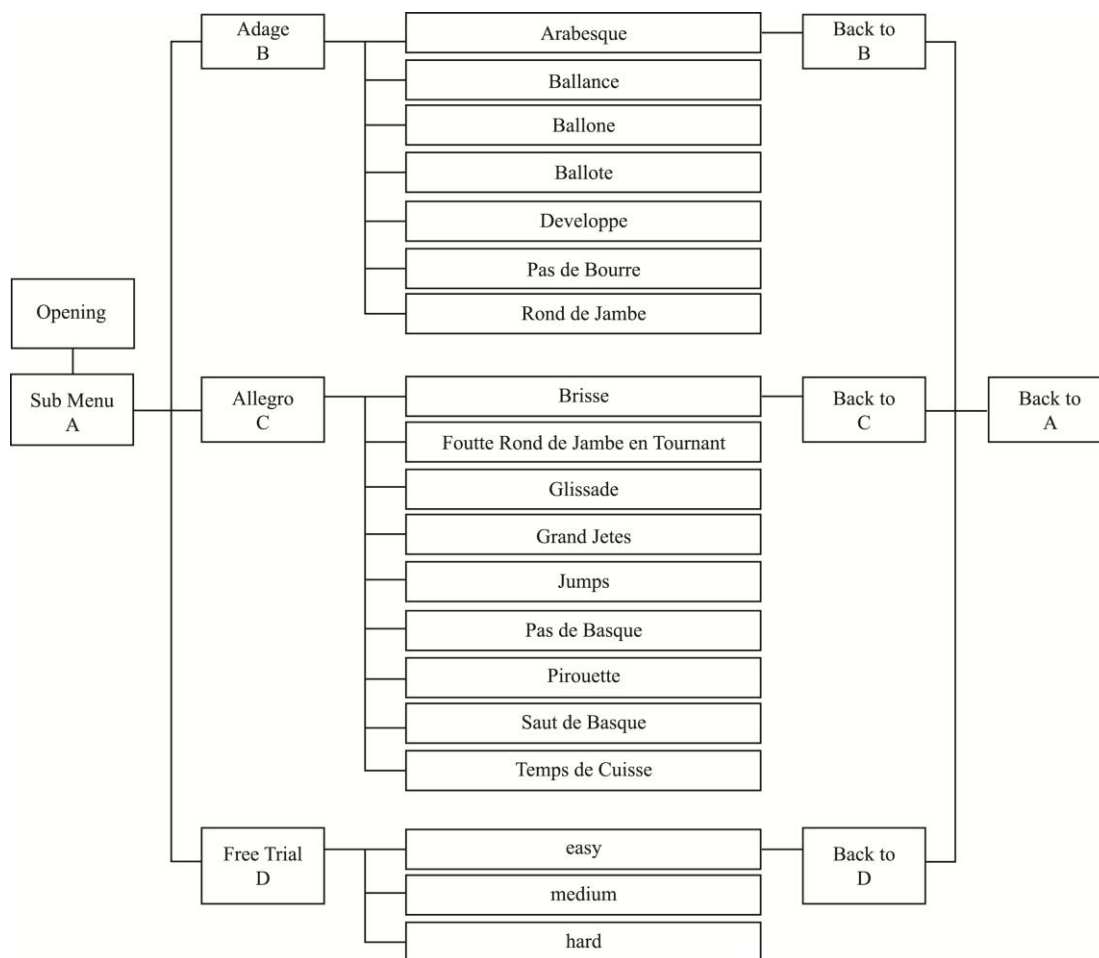 Adage
B
Arabesque
Back to
B
Ballance
Ballone
Ballote
Developpe
Pas de Bourre
Rond de Jambe
Opening
Sub Menu
A
Allegro
C
Brisse
Back to
C
Back to
A
Foutte Rond de Jambe en Tournant
Glissade
Grand Jetes
Jumps
Pas de Basque
Pirouette
Saut de Basque
Temps de Cuisse
Free Trial
D
easy
Back to
D
medium
hard